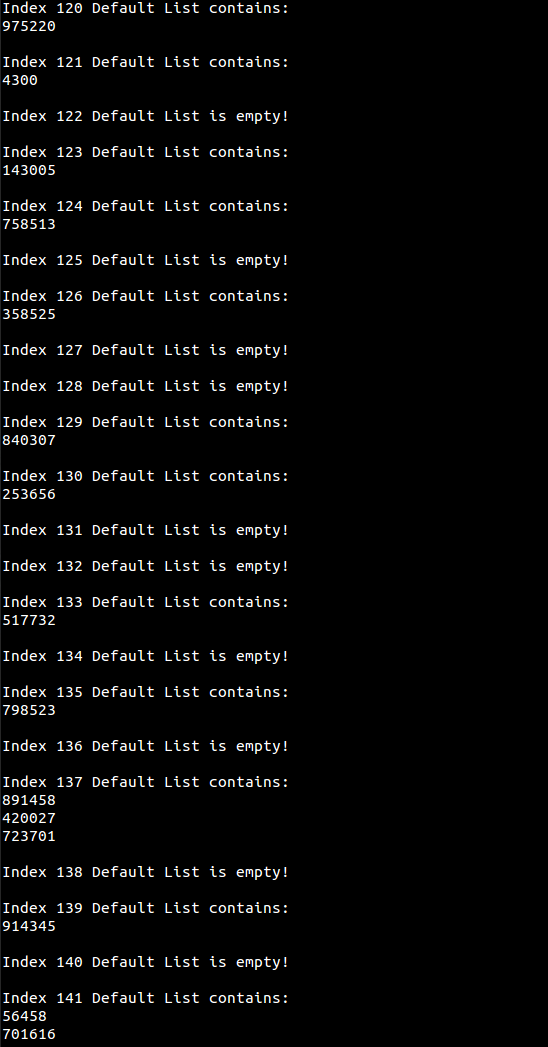 Index 120 Default List contains:
975220
Index 121 Default List contains:
4300
Index 122 Default List is empty!
Index 123 Default List contains:
143005
Index 124 Default List contains:
758513
Index 125 Default List is empty!
Index 126 Default List contains:
358525
Index 127 Default List is empty!
Index 128 Default List is empty!
Index 129 Default List contains:
840307
Index 130 Default List contains:
253656
Index 131 Default List is empty!
Index 132 Default List is empty!
Index 133 Default List contains:
517732
Index 134 Default List is empty!
Index 135 Default List contains:
798523
Index 136 Default List is empty!
Index 137 Default List contains:
891458
420027
723701
Index 138 Default List is empty!
Index 139 Default List contains:
914345
Index 140 Default List is empty!
Index 141 Default List contains:
56458
701616